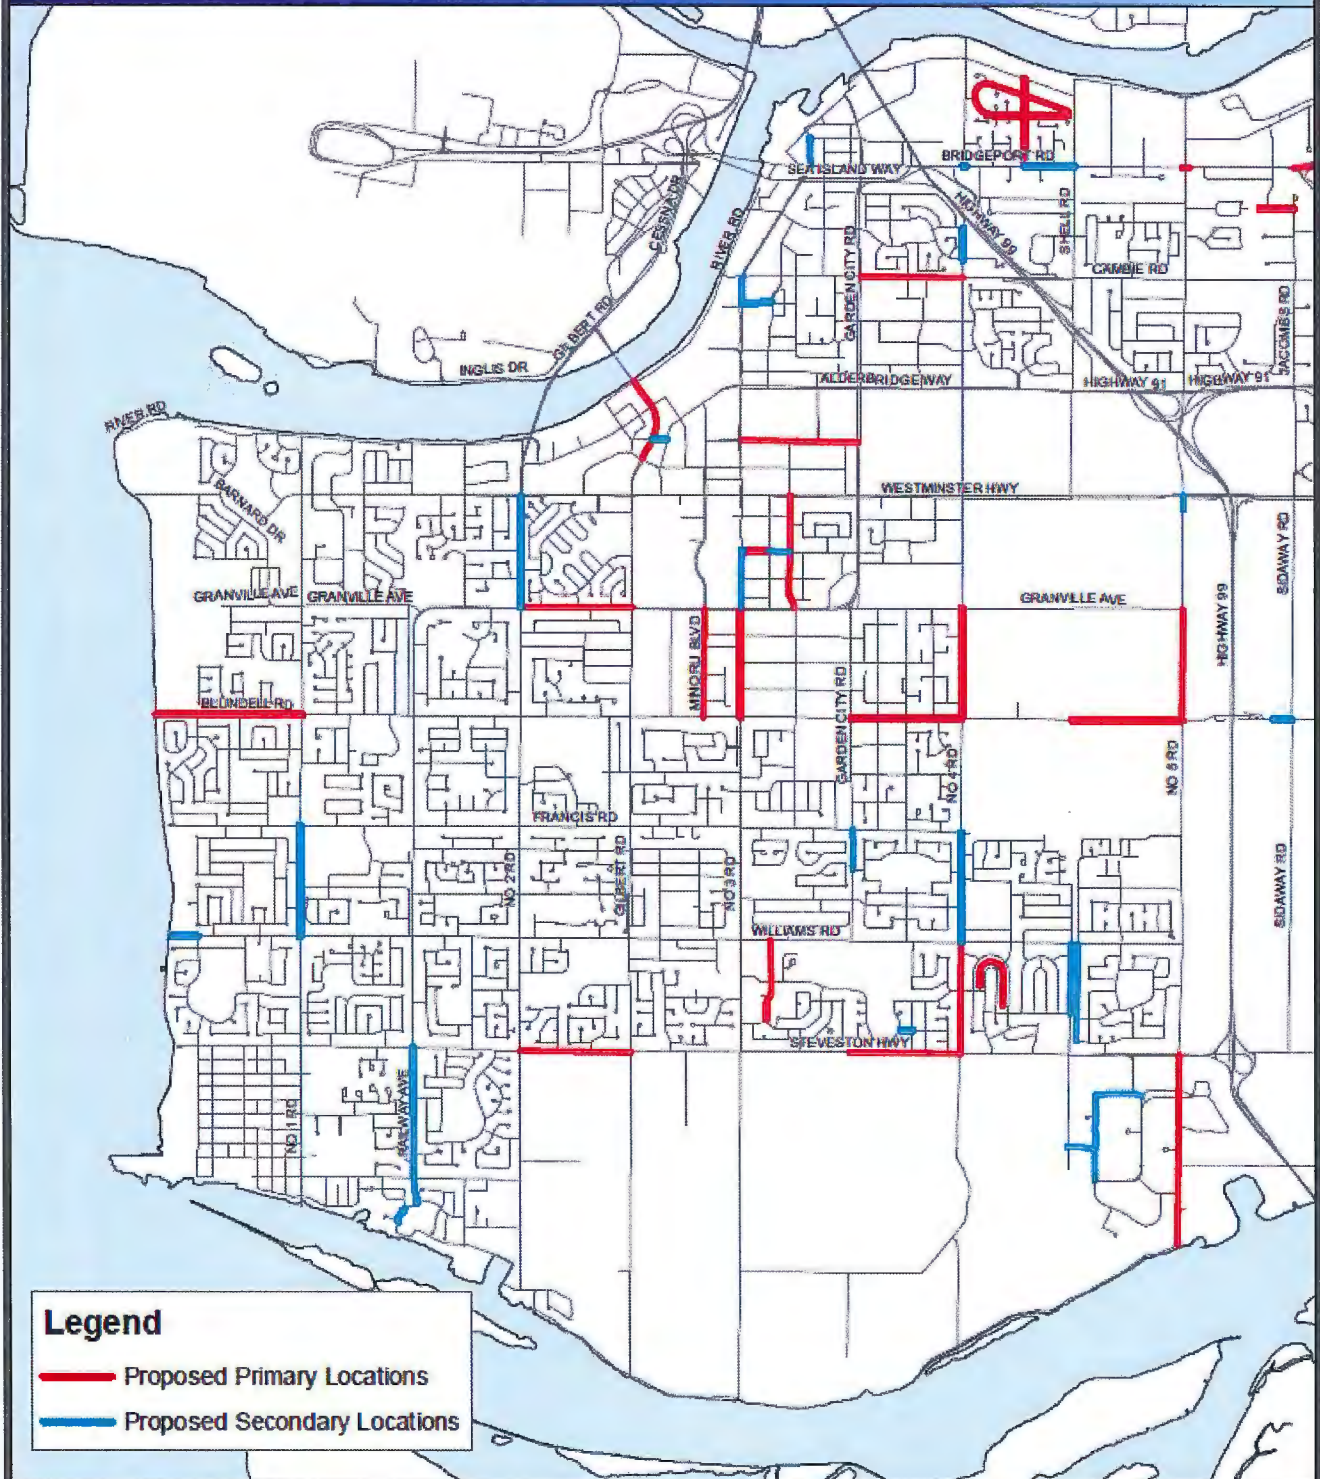 BRIDGEPORT RD
SEA ISLAND WAY
CESSNA DR
RIVER RD
HIGHWAY 99
SHELL RD
GARDEN CITY RD
CAMBIE RD
JACOMBS RD
GILBERT RD
INGLIS DR
ALDERBRIDGE WAY
HIGHWAY 91
HIGHWAY 91
RIVER RD
BARNARD DR
WESTMINSTER HWY
SIDAWAY RD
GRANVILLE AVE
GRANVILLE AVE
GRANVILLE AVE
HIGHWAY 99
MINORU BLVD
BLUNDELL RD
GARDEN CITY RD
NO 4 RD
NO 5 RD
FRANCIS RD
NO 2 RD
GILBERT RD
NO 3 RD
SIDAWAY RD
WILLIAMS RD
STEVESTON HWY
NO 1 RD
RAILWAY AVE
Legend
Proposed Primary Locations
Proposed Secondary Locations